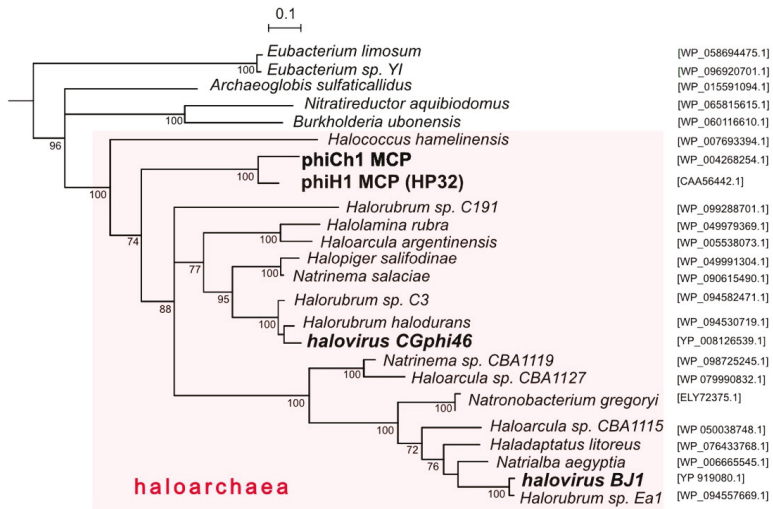 0.1
Eubacterium limosum [WP_058694475.1]
100 Eubacterium sp. YI [WP_096920701.1]
Archaeoglobis sulfaticallidus [WP_015591094.1]
Nitratireductor aquibiodomus [WP_065815615.1]
100 Burkholderia ubonensis [WP_060116610.1]
96 Halococcus hamelinensis [WP_007693394.1]
phiCh1 MCP [WP_004268254.1]
100 100 phiH1 MCP (HP32) [CAA56442.1]
Halorubrum sp. C191 [WP_099288701.1]
Halolamina rubra [WP_049979369.1]
74 100 Haloarcula argentinensis [WP_005538073.1]
Halopiger salifodinae [WP_049991304.1]
77 100 Natrinema salaciae [WP_090615490.1]
95 Halorubrum sp. C3 [WP_094582471.1]
88 Halorubrum halodurans [WP_094530719.1]
100 100 halovirus CGphi46 [YP_008126539.1]
Natrinema sp. CBA1119 [WP_098725245.1]
100 Haloarcula sp. CBA1127 [WP 079990832.1]
100 Natronobacterium gregoryi [ELY72375.1]
100 100 Haloarcula sp. CBA1115 [WP 050038748.1]
72 Haladaptatus litoreus [WP_076433768.1]
76 Natrialba aegyptia [WP_006665545.1]
halovirus BJ1 [YP 919080.1]
100 Halorubrum sp. Ea1 [WP_094557669.1]
haloarchaea